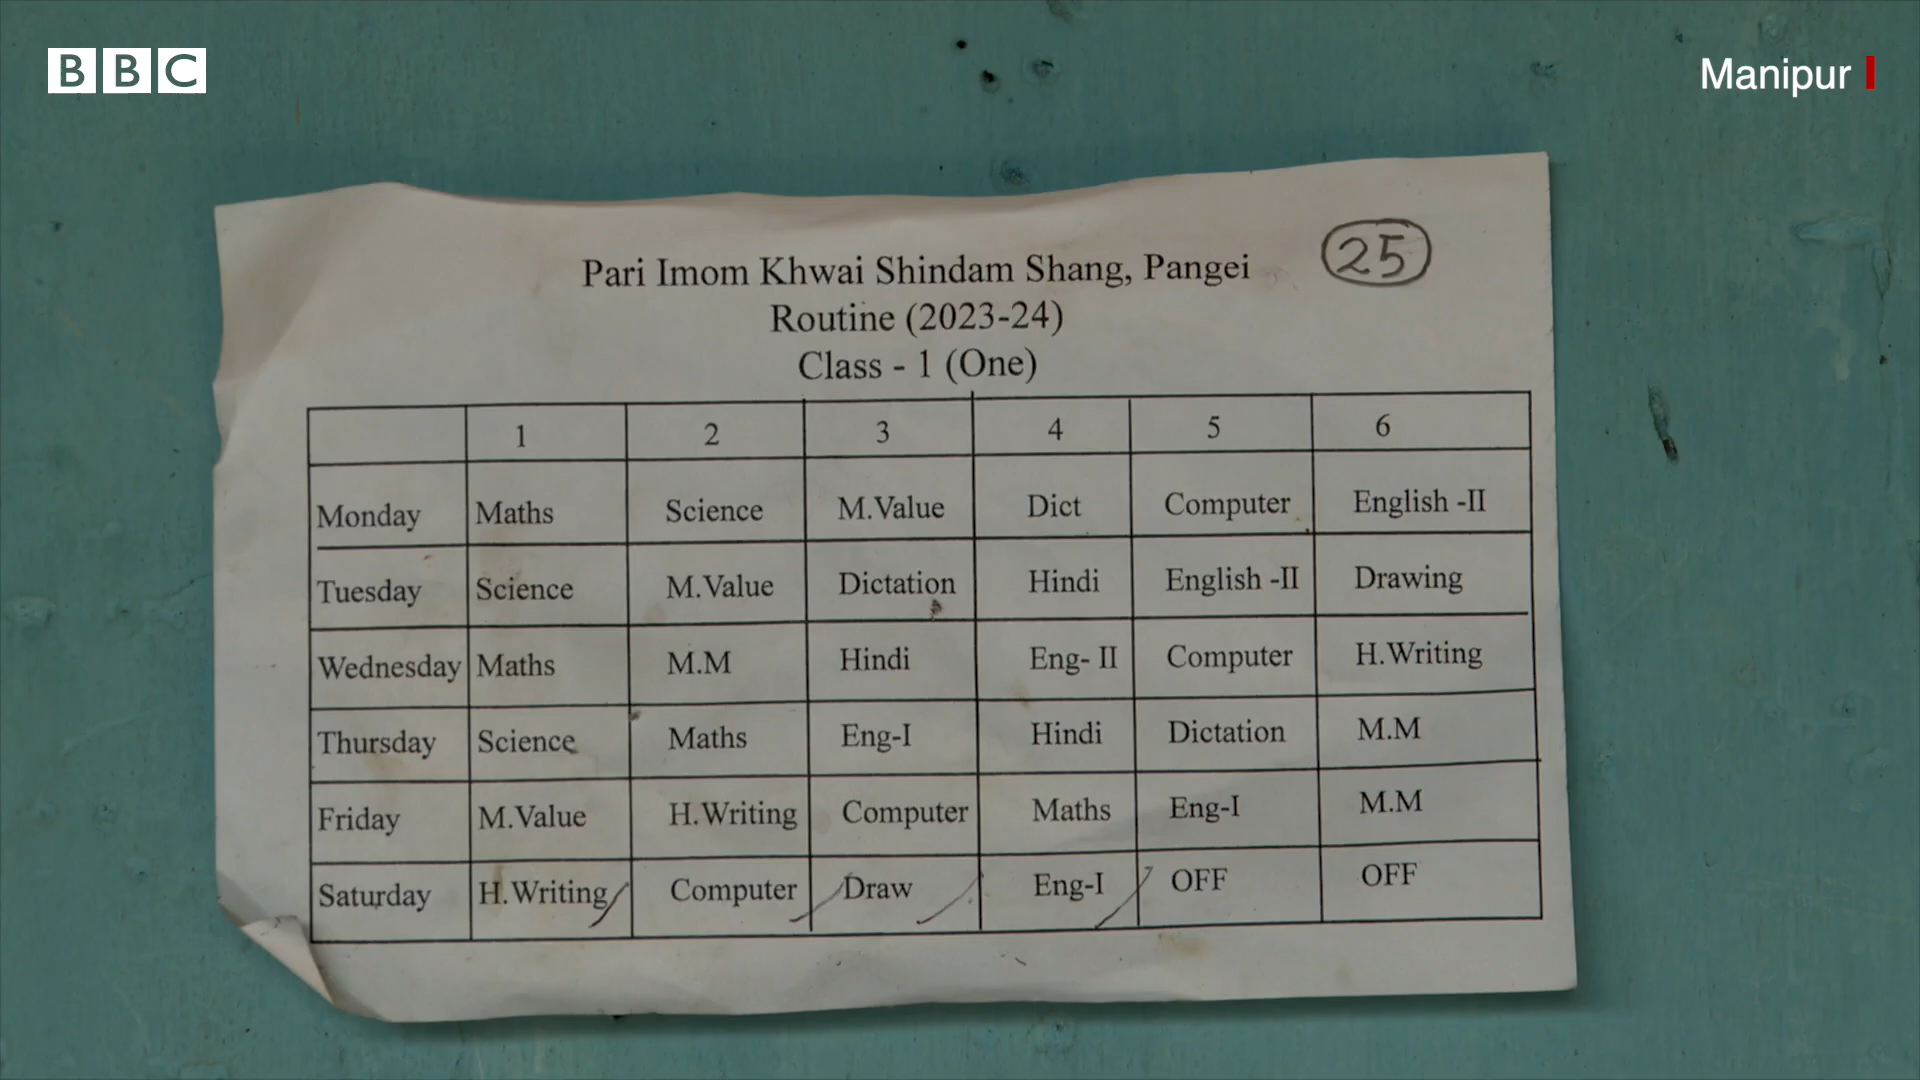 BBC
Manipur
Pari Imom Khwai Shindam Shang, Pangei
25
Routine (2023-24)
Class - 1 (One)
1 2 3 4 5 6
Monday Maths Science M.Value Dict Computer English -II
Tuesday Science M.Value Dictation Hindi English -II Drawing
Wednesday Maths M.M Hindi Eng- II Computer H.Writing
Thursday Science Maths Eng-I Hindi Dictation M.M
Friday M.Value H.Writing Computer Maths Eng-I M.M
Saturday H.Writing Computer Draw Eng-I OFF OFF